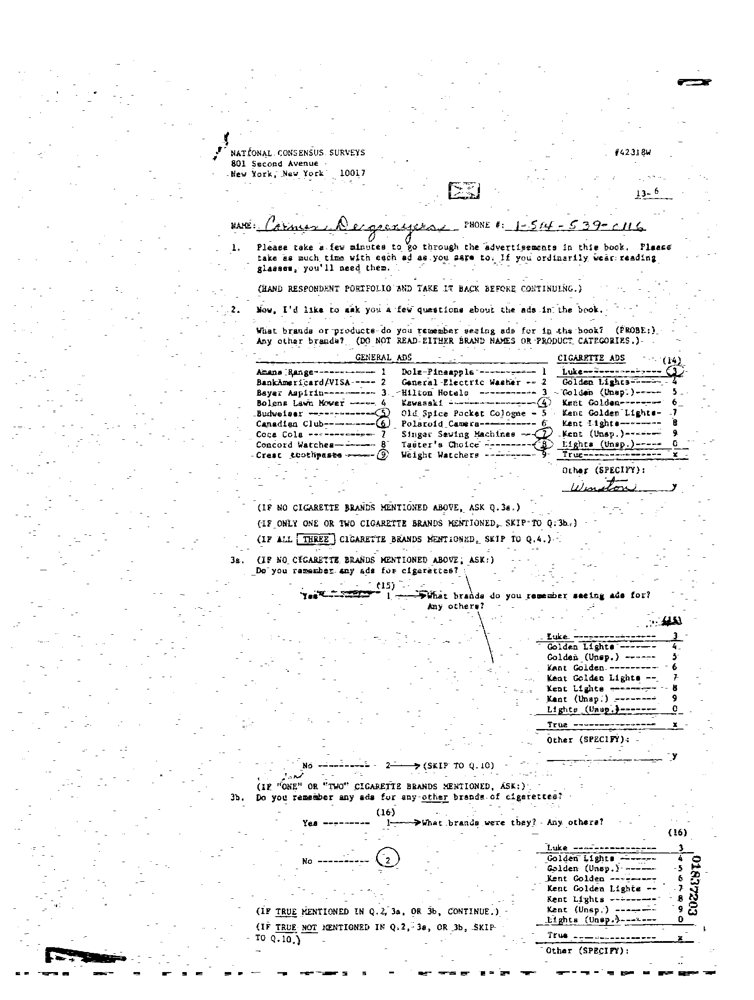 NATIONAL CONSENSUS SURVEYS #42318W
801 Second Avenue
New York, New York 10017
13-6
NAME: PHONE #: 1-514-539-
1. Please take a few minutes to go through the advertisements in this book. Please
take as much time with each ad as you care to. If you ordinarily wear reading
glasses, you'll need them.
(HAND RESPONDENT PORTFOLIO AND TAKE IT BACK BEFORE CONTINUING.)
2. Now, I'd like to ask you a few questions about the ads in the book.
What brands or products do you remember seeing ads for in the book? (PROBE:)
Any other brands? (DO NOT READ EITHER BRAND NAMES OR PRODUCT CATEGORIES.)
GENERAL ADS CIGARETTE ADS (14)
Amana Range------------ 1 Dole Pineapple ---------- 1 Luke--------------- 3
BankAmericard/VISA ---- 2 General Electric Washer -- 2 Golden Lights------ 4
Bayer Aspirin---------- 3 Hilton Hotels ----------- 3 Golden (Unsp.)----- 5
Bolens Lawn Mower ----- 4 Kawasaki ---------------- 4 Kent Golden-------- 6
Budweiser ------------- 5 Old Spice Pocket Cologne - 5 Kent Golden Lights- 7
Canadian Club---------- 6 Polaroid Camera---------- 6 Kent Lights-------- 8
Coca Cola ------------- 7 Singer Sewing Machines -- 7 Kent (Unsp.)------- 9
Concord Watches-------- 8 Taster's Choice --------- 8 Lights (Unsp.)----- 0
Crest toothpaste ------ 9 Weight Watchers --------- 9 True--------------- x
Other (SPECIFY):
Winston y
(IF NO CIGARETTE BRANDS MENTIONED ABOVE, ASK Q.3a.)
(IF ONLY ONE OR TWO CIGARETTE BRANDS MENTIONED, SKIP TO Q.3b.)
(IF ALL THREE CIGARETTE BRANDS MENTIONED, SKIP TO Q.4.)
3a. (IF NO CIGARETTE BRANDS MENTIONED ABOVE, ASK:)
Do you remember any ads for cigarettes?
(15)
Yes --------- 1 What brands do you remember seeing ads for?
Any others?
Luke ---------------- 3
Golden Lights ------- 4
Golden (Unsp.) ------ 5
Kent Golden --------- 6
Kent Golden Lights -- 7
Kent Lights --------- 8
Kent (Unsp.) -------- 9
Lights (Unsp.)------- 0
True ---------------- x
Other (SPECIFY):
y
No ---------- 2 (SKIP TO Q.10)
(IF "ONE" OR "TWO" CIGARETTE BRANDS MENTIONED, ASK:)
3b. Do you remember any ads for any other brands of cigarettes?
(16)
Yes --------- 1 What brands were they? Any others?
(16)
Luke ---------------- 3
No ---------- 2 Golden Lights ------- 4
Golden (Unsp.) ------ 5
Kent Golden --------- 6
Kent Golden Lights -- 7
Kent Lights --------- 8
(IF TRUE MENTIONED IN Q.2, 3a, OR 3b, CONTINUE.) Kent (Unsp.) -------- 9
Lights (Unsp.)------- 0
(IF TRUE NOT MENTIONED IN Q.2, 3a, OR 3b, SKIP
TO Q.10.) True ---------------- x
Other (SPECIFY):
01837203